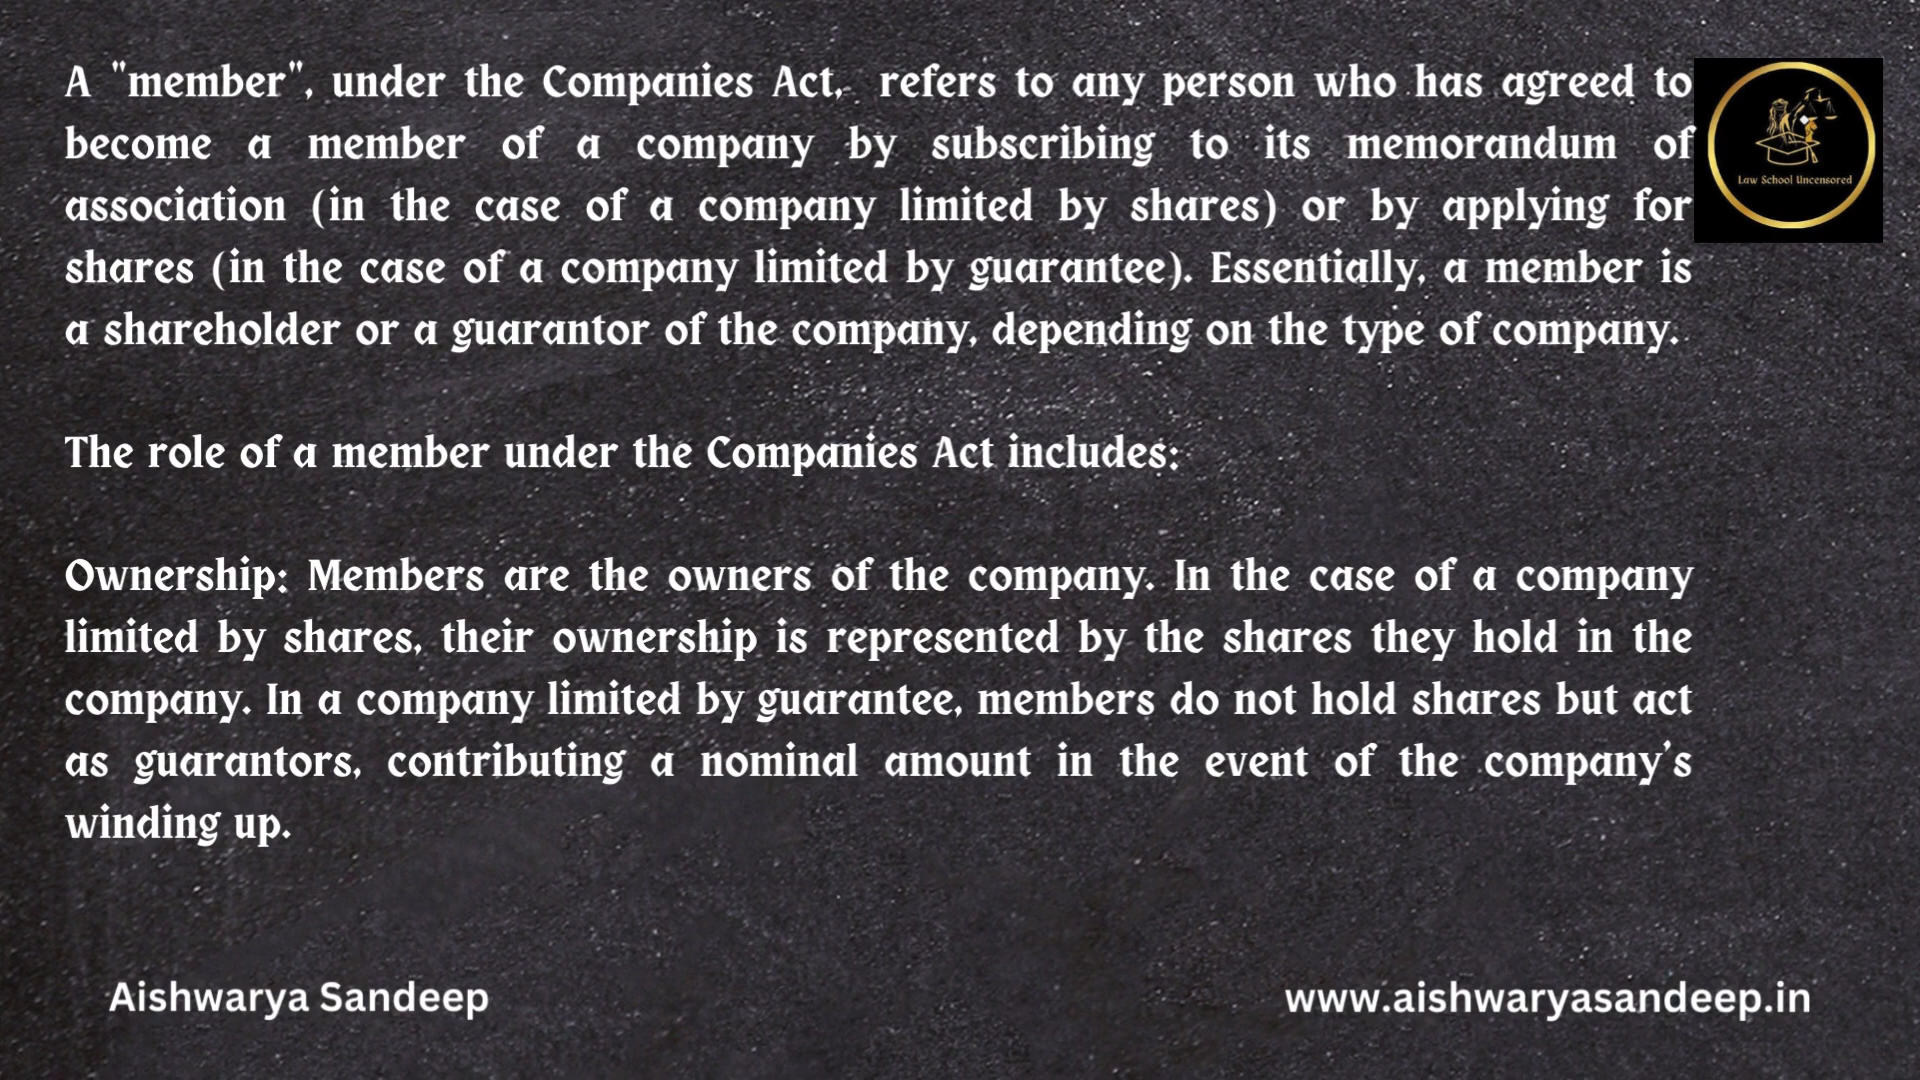 A "member", under the Companies Act, refers to any person who has agreed to
become a member of a company by subscribing to its memorandum of
association (in the case of a company limited by shares) or by applying for
shares (in the case of a company limited by guarantee). Essentially, a member is
a shareholder or a guarantor of the company, depending on the type of company.
Law School Uncensored
The role of a member under the Companies Act includes:
Ownership: Members are the owners of the company. In the case of a company
limited by shares, their ownership is represented by the shares they hold in the
company. In a company limited by guarantee, members do not hold shares but act
as guarantors, contributing a nominal amount in the event of the company's
winding up.
Aishwarya Sandeep
www.aishwaryasandeep.in